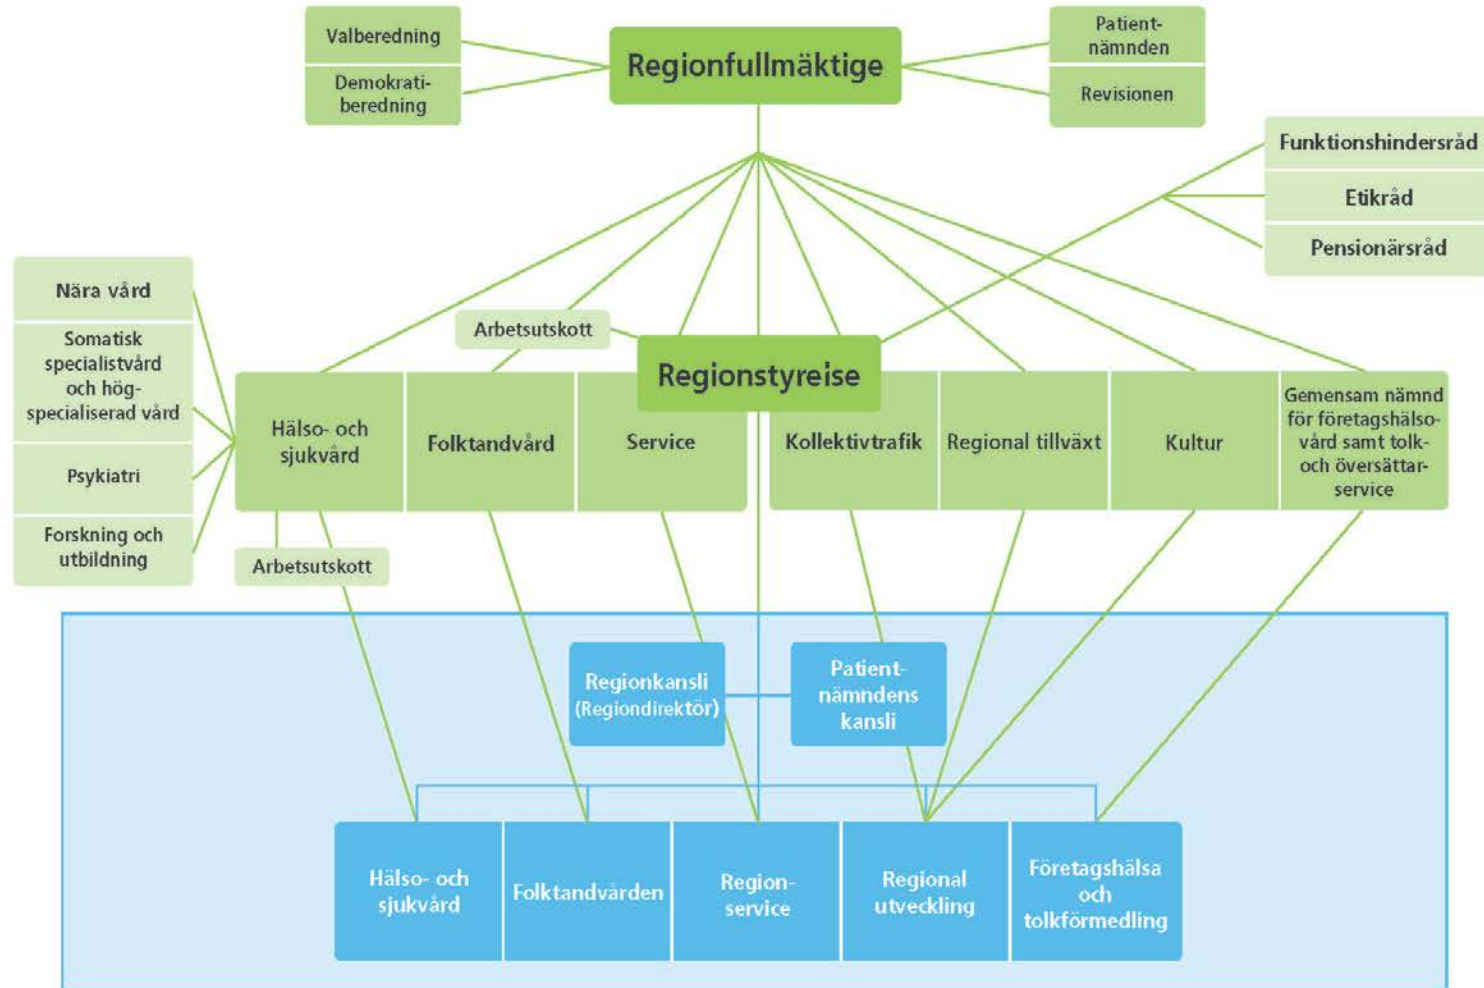 Valberedning
Demokrati-
beredning
Regionfullmäktige
Patient-
nämnden
Revisionen
Funktionshindersråd
Etikråd
Pensionärsråd
Nära vård
Somatisk
specialistvård
och hög-
specialiserad vård
Psykiatri
Forskning och
utbildning
Arbetsutskott
Regionstyreise
Hälso- och
sjukvård
Folktandvård
Service
Kollektivtrafik
Regional tillväxt
Kultur
Gemensam nämnd
för företagshälso-
vård samt tolk-
och översättar-
service
Arbetsutskott
Regionkansli
(Regiondirektör)
Patient-
nämndens
kansli
Hälso- och
sjukvård
Folktandvården
Region-
service
Regional
utveckling
Företagshälsa
och
tolkförmedling